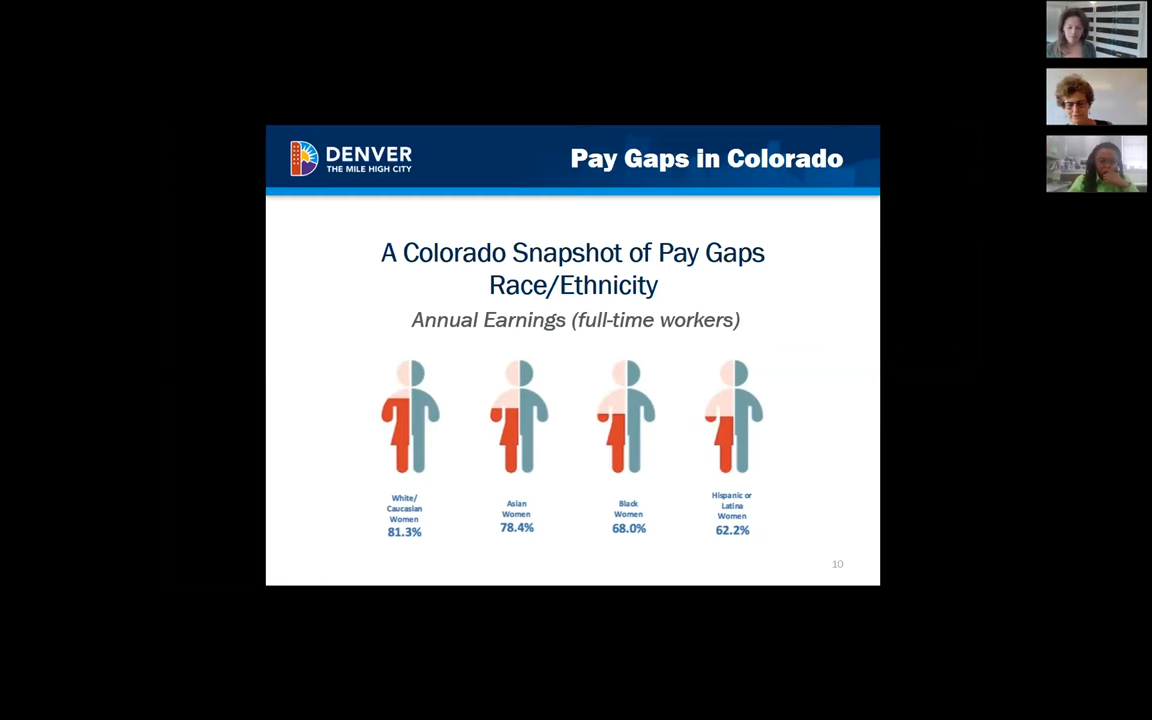 DENVER
THE MILE HIGH CITY
Pay Gaps in Colorado
A Colorado Snapshot of Pay Gaps
Race/Ethnicity
Annual Earnings (full-time workers)
White/
Caucasian
Women
81.3%
Asian
Women
78.4%
Black
Women
68.0%
Hispanic or
Latina
Women
62.2%
10